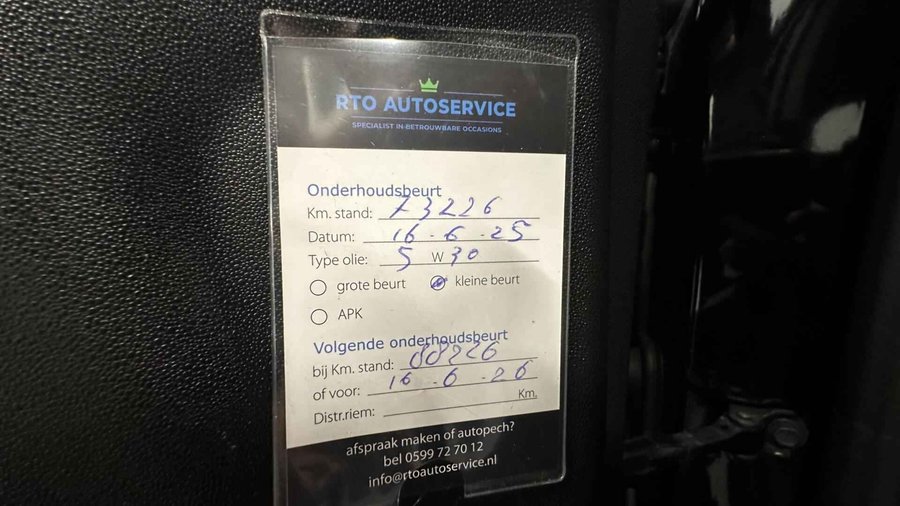 RTO AUTOSERVICE
SPECIALIST IN BETROUWBARE OCCASIONS
Onderhoudsbeurt
Km. stand: 73226
Datum: 16-6-25
Type olie: 5 W 30
grote beurt kleine beurt
APK
Volgende onderhoudsbeurt
bij Km. stand: 88226
of voor: 16-6-26
Distr.riem: Km.
afspraak maken of autopech?
bel 0599 72 70 12
info@rtoautoservice.nl